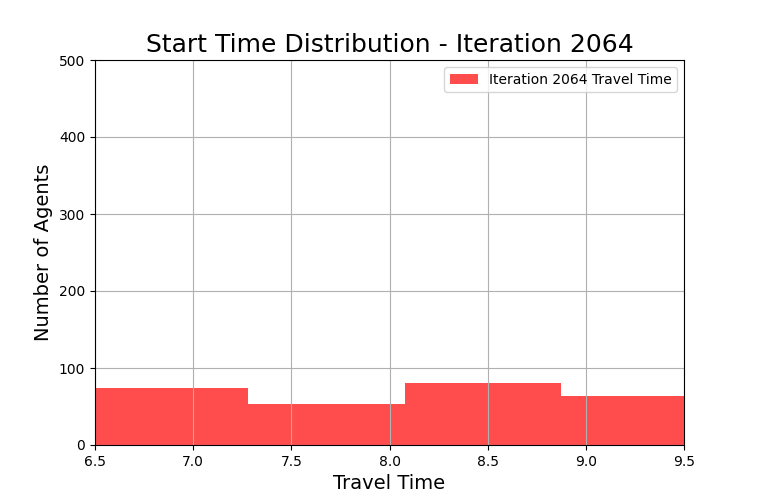 Start Time Distribution - Iteration 2064
500
400
300
200
100
0
Number of Agents
Iteration 2064 Travel Time
6.5 7.0 7.5 8.0 8.5 9.0 9.5
Travel Time